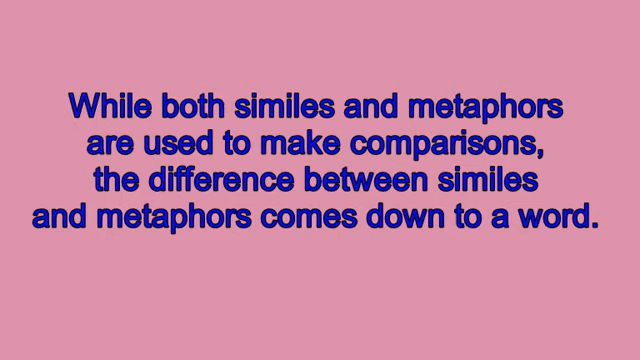 While both similes and metaphors
are used to make comparisons,
the difference between similes
and metaphors comes down to a word.